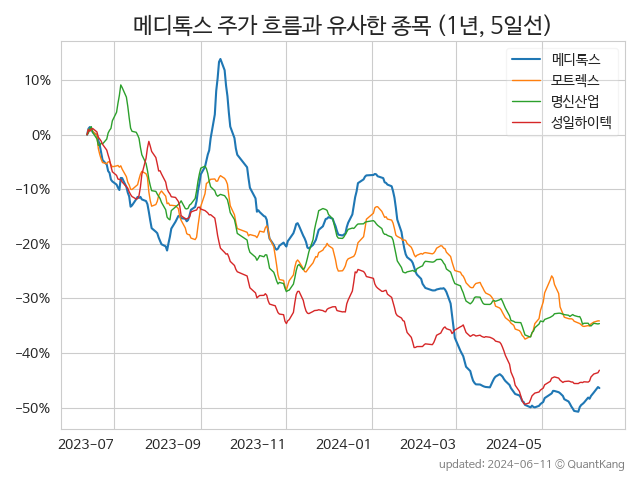 메디톡스 주가 흐름과 유사한 종목 (1년, 5일선)
메디톡스
모트렉스
명신산업
성일하이텍
10%
0%
−10%
−20%
−30%
−40%
−50%
2023-07 2023-09 2023-11 2024-01 2024-03 2024-05
updated: 2024-06-11 © QuantKang